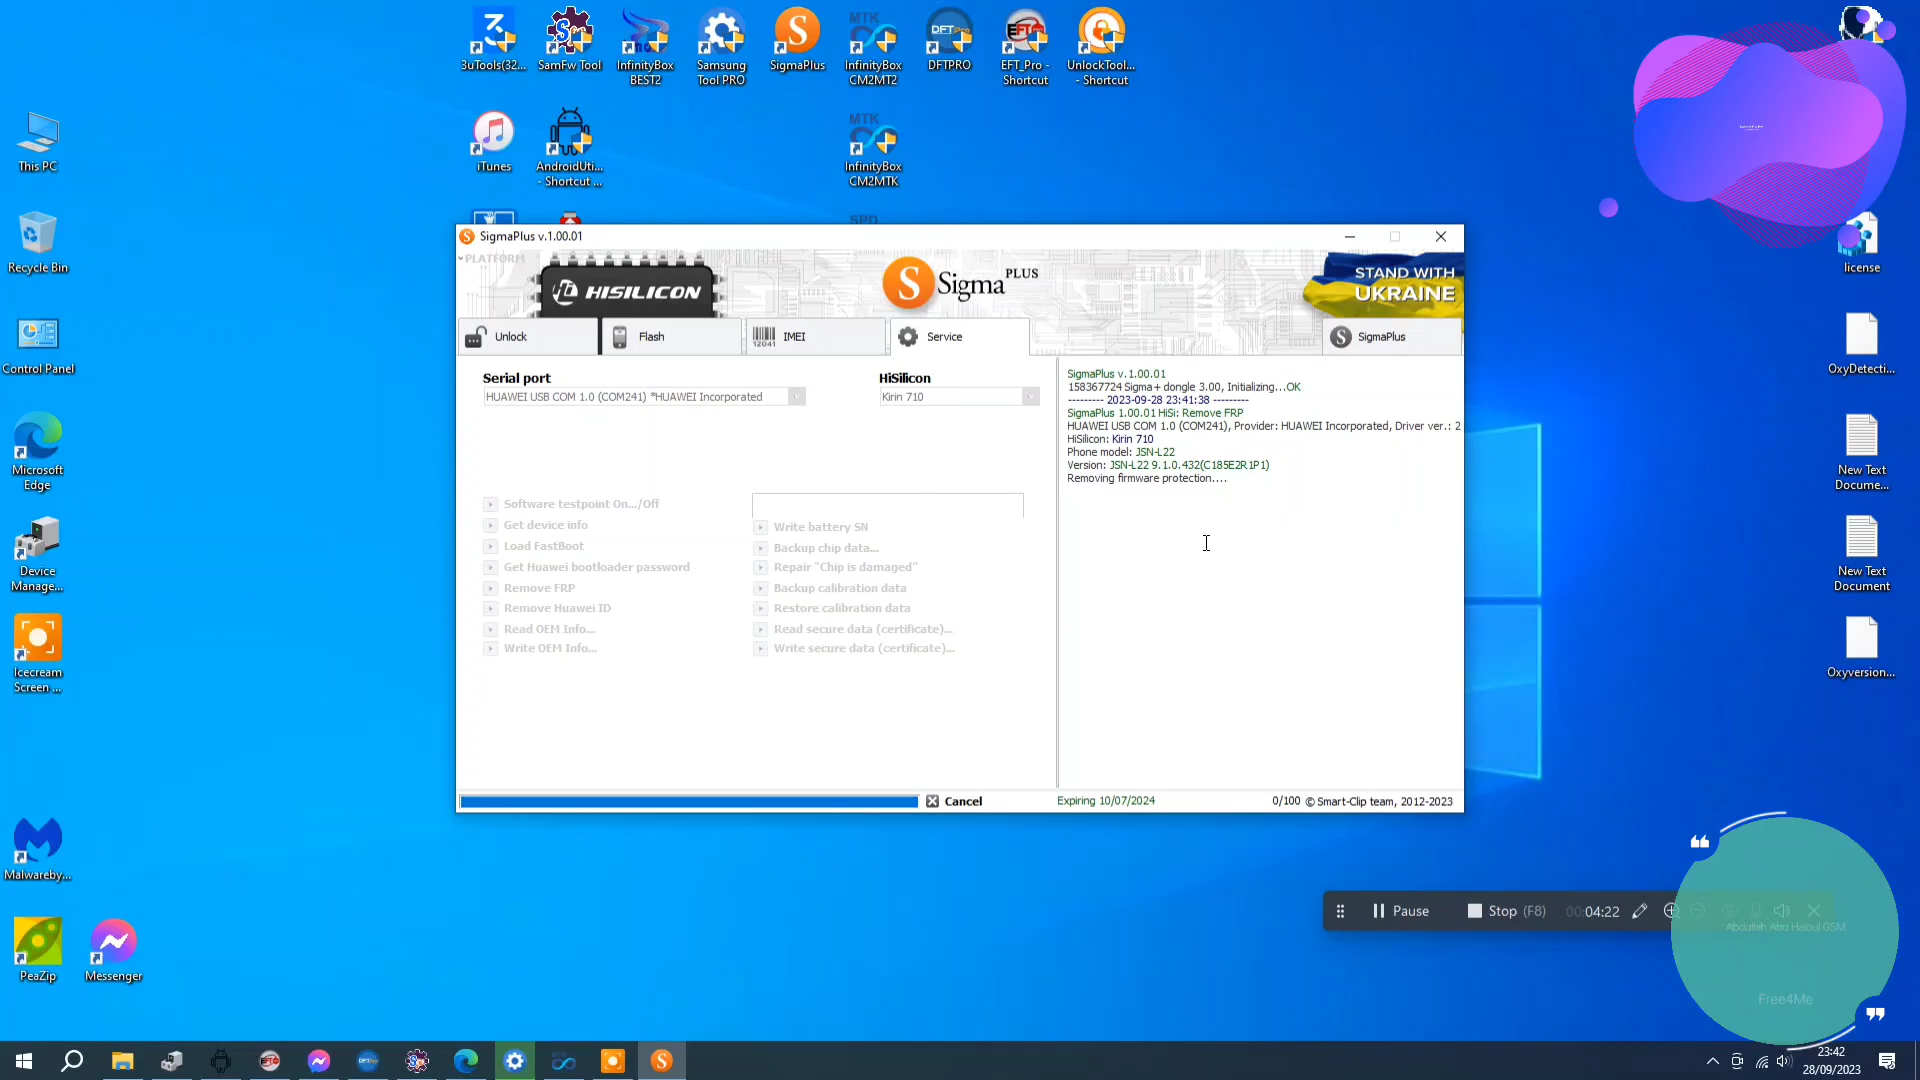 3uTools(32...
SamFw Tool
InfinityBox
BEST2
Samsung
Tool PRO
SigmaPlus
MTK
InfinityBox
CM2MT2
DFTPRO
EFT_Pro -
Shortcut
UnlockTool...
- Shortcut
This PC
iTunes
AndroidUti...
- Shortcut ...
MTK
InfinityBox
CM2MTK
SPD
Recycle Bin
license
Control Panel
OxyDetecti...
Microsoft
Edge
New Text
Docume...
Device
Manage...
New Text
Document
Icecream
Screen ...
Oxyversion...
Malwareby...
PeaZip
Messenger
SigmaPlus v.1.00.01
PLATFORM
HISILICON
Sigma PLUS
STAND WITH
UKRAINE
Unlock
Flash
12041
IMEI
Service
SigmaPlus
Serial port
HUAWEI USB COM 1.0 (COM241) *HUAWEI Incorporated
HiSilicon
Kirin 710
Software testpoint On.../Off
Get device info
Load FastBoot
Get Huawei bootloader password
Remove FRP
Remove Huawei ID
Read OEM Info...
Write OEM Info...
Write battery SN
Backup chip data...
Repair "Chip is damaged"
Backup calibration data
Restore calibration data
Read secure data (certificate)...
Write secure data (certificate)...
SigmaPlus v.1.00.01
158367724 Sigma+ dongle 3.00, Initializing...OK
--------- 2023-09-28 23:41:38 ---------
SigmaPlus 1.00.01 HiSi: Remove FRP
HUAWEI USB COM 1.0 (COM241), Provider: HUAWEI Incorporated, Driver ver.: 2
HiSilicon: Kirin 710
Phone model: JSN-L22
Version: JSN-L22 9.1.0.432(C185E2R1P1)
Removing firmware protection....
Cancel
Expiring 10/07/2024
0/100
© Smart-Clip team, 2012-2023
Pause
Stop (F8)
00:04:22
Abdullah Abu Haloul GSM
Free4Me
23:42
28/09/2023